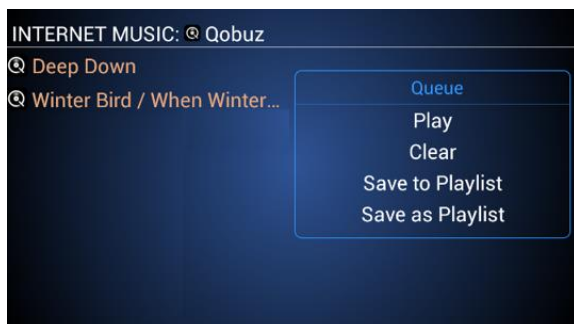 INTERNET MUSIC: Qobuz
Deep Down
Winter Bird / When Winter...
Queue
Play
Clear
Save to Playlist
Save as Playlist